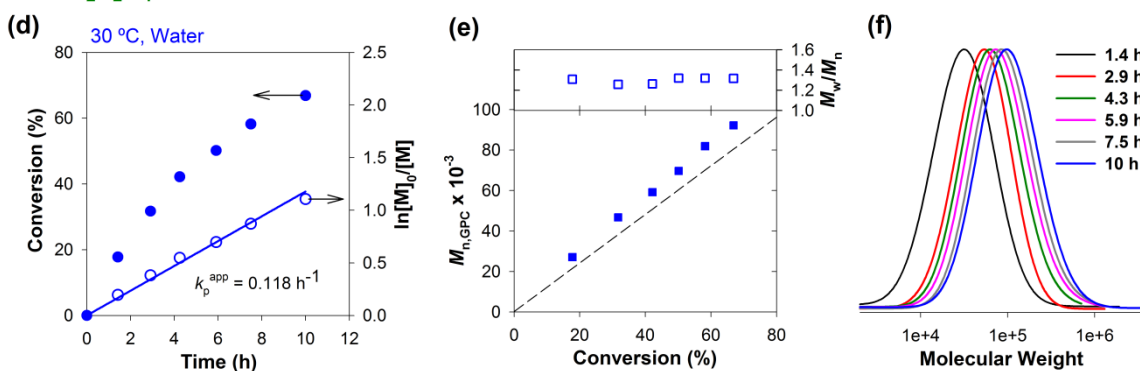 (d)
30 ºC, Water
Conversion (%)
80
60
40
20
0
2.5
2.0
1.5
1.0
0.5
0.0
ln[M]₀/[M]
kₚᵃᵖᵖ = 0.118 h⁻¹
0 2 4 6 8 10 12
Time (h)
(e)
1.6
1.4
1.2
1.0
Mw/Mn
100
80
60
40
20
0
Mn,GPC x 10⁻³
0 20 40 60 80
Conversion (%)
(f)
1.4 h
2.9 h
4.3 h
5.9 h
7.5 h
10 h
1e+4 1e+5 1e+6
Molecular Weight